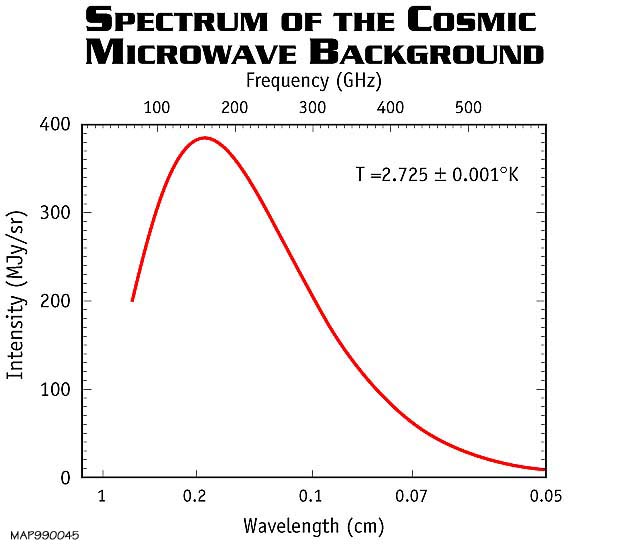 SPECTRUM OF THE COSMIC
MICROWAVE BACKGROUND
Frequency (GHz)
100 200 300 400 500
400
T =2.725 ± 0.001°K
300
Intensity (MJy/sr)
200
100
0
1 0.2 0.1 0.07 0.05
Wavelength (cm)
MAP990045